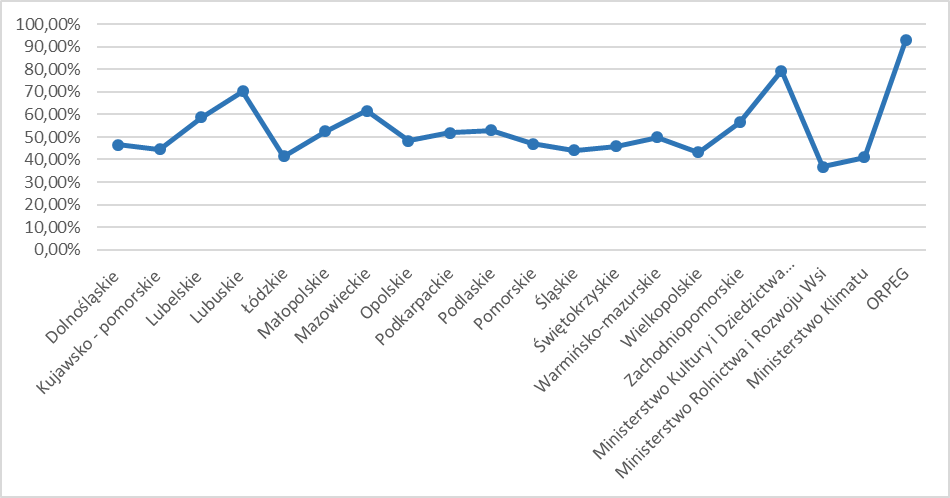 100,00%
90,00%
80,00%
70,00%
60,00%
50,00%
40,00%
30,00%
20,00%
10,00%
0,00%
Dolnośląskie
Kujawsko - pomorskie
Lubelskie
Lubuskie
Łódzkie
Małopolskie
Mazowieckie
Opolskie
Podkarpackie
Podlaskie
Pomorskie
Śląskie
Świętokrzyskie
Warmińsko-mazurskie
Wielkopolskie
Zachodniopomorskie
Ministerstwo Kultury i Dziedzictwa...
Ministerstwo Rolnictwa i Rozwoju Wsi
Ministerstwo Klimatu
ORPEG